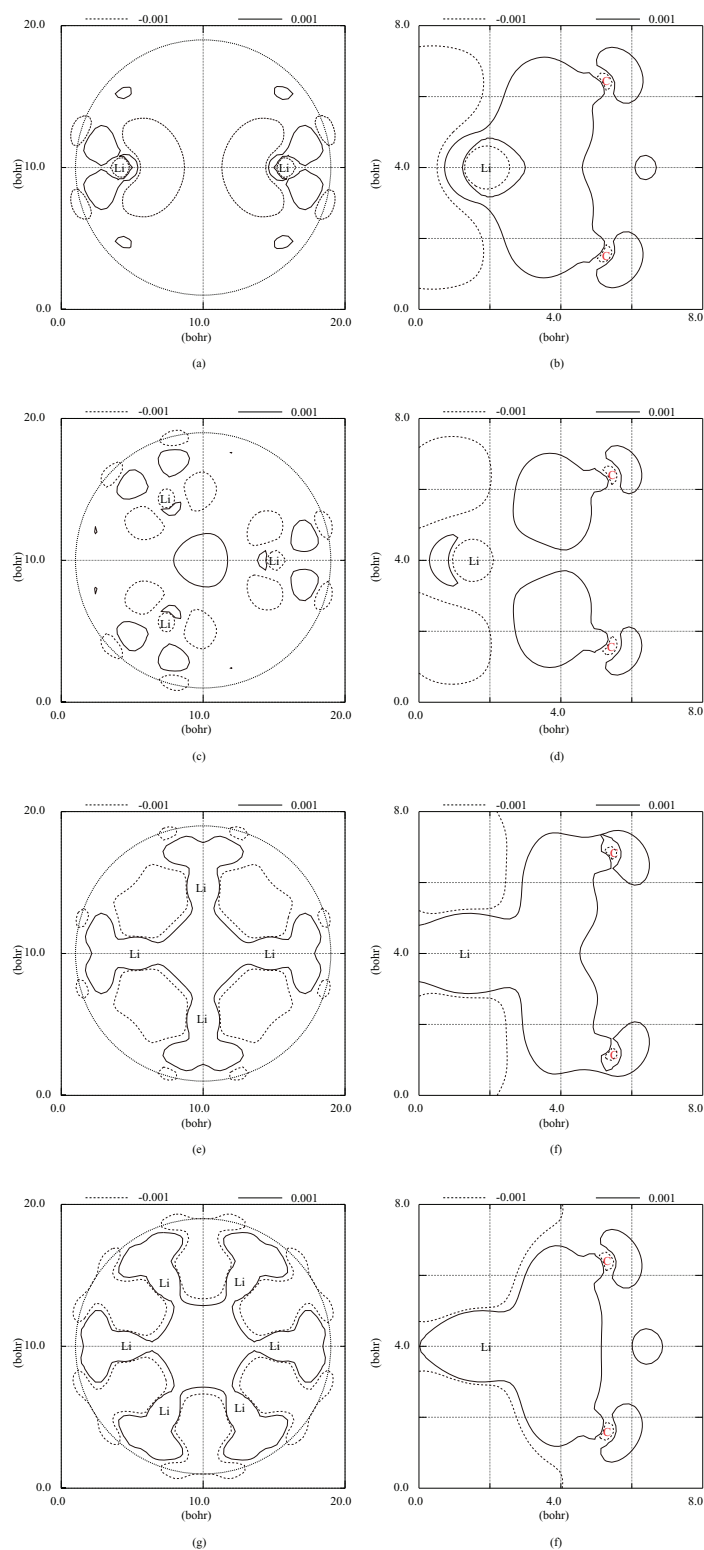 -0.001 0.001 -0.001 0.001
20.0 8.0
(bohr) 10.0 Li Li (bohr) 4.0 Li C C
0.0 0.0
0.0 10.0 20.0 0.0 4.0 8.0
(bohr) (bohr)
(a) (b)
-0.001 0.001 -0.001 0.001
20.0 8.0
Li C
(bohr) 10.0 Li (bohr) 4.0 Li
Li C
0.0 0.0
0.0 10.0 20.0 0.0 4.0 8.0
(bohr) (bohr)
(c) (d)
-0.001 0.001 -0.001 0.001
20.0 8.0
Li C
(bohr) 10.0 Li Li (bohr) 4.0 Li
Li C
0.0 0.0
0.0 10.0 20.0 0.0 4.0 8.0
(bohr) (bohr)
(e) (f)
-0.001 0.001 -0.001 0.001
20.0 8.0
Li Li C
(bohr) 10.0 Li Li (bohr) 4.0 Li
Li Li C
0.0 0.0
0.0 10.0 20.0 0.0 4.0 8.0
(bohr) (bohr)
(g) (f)